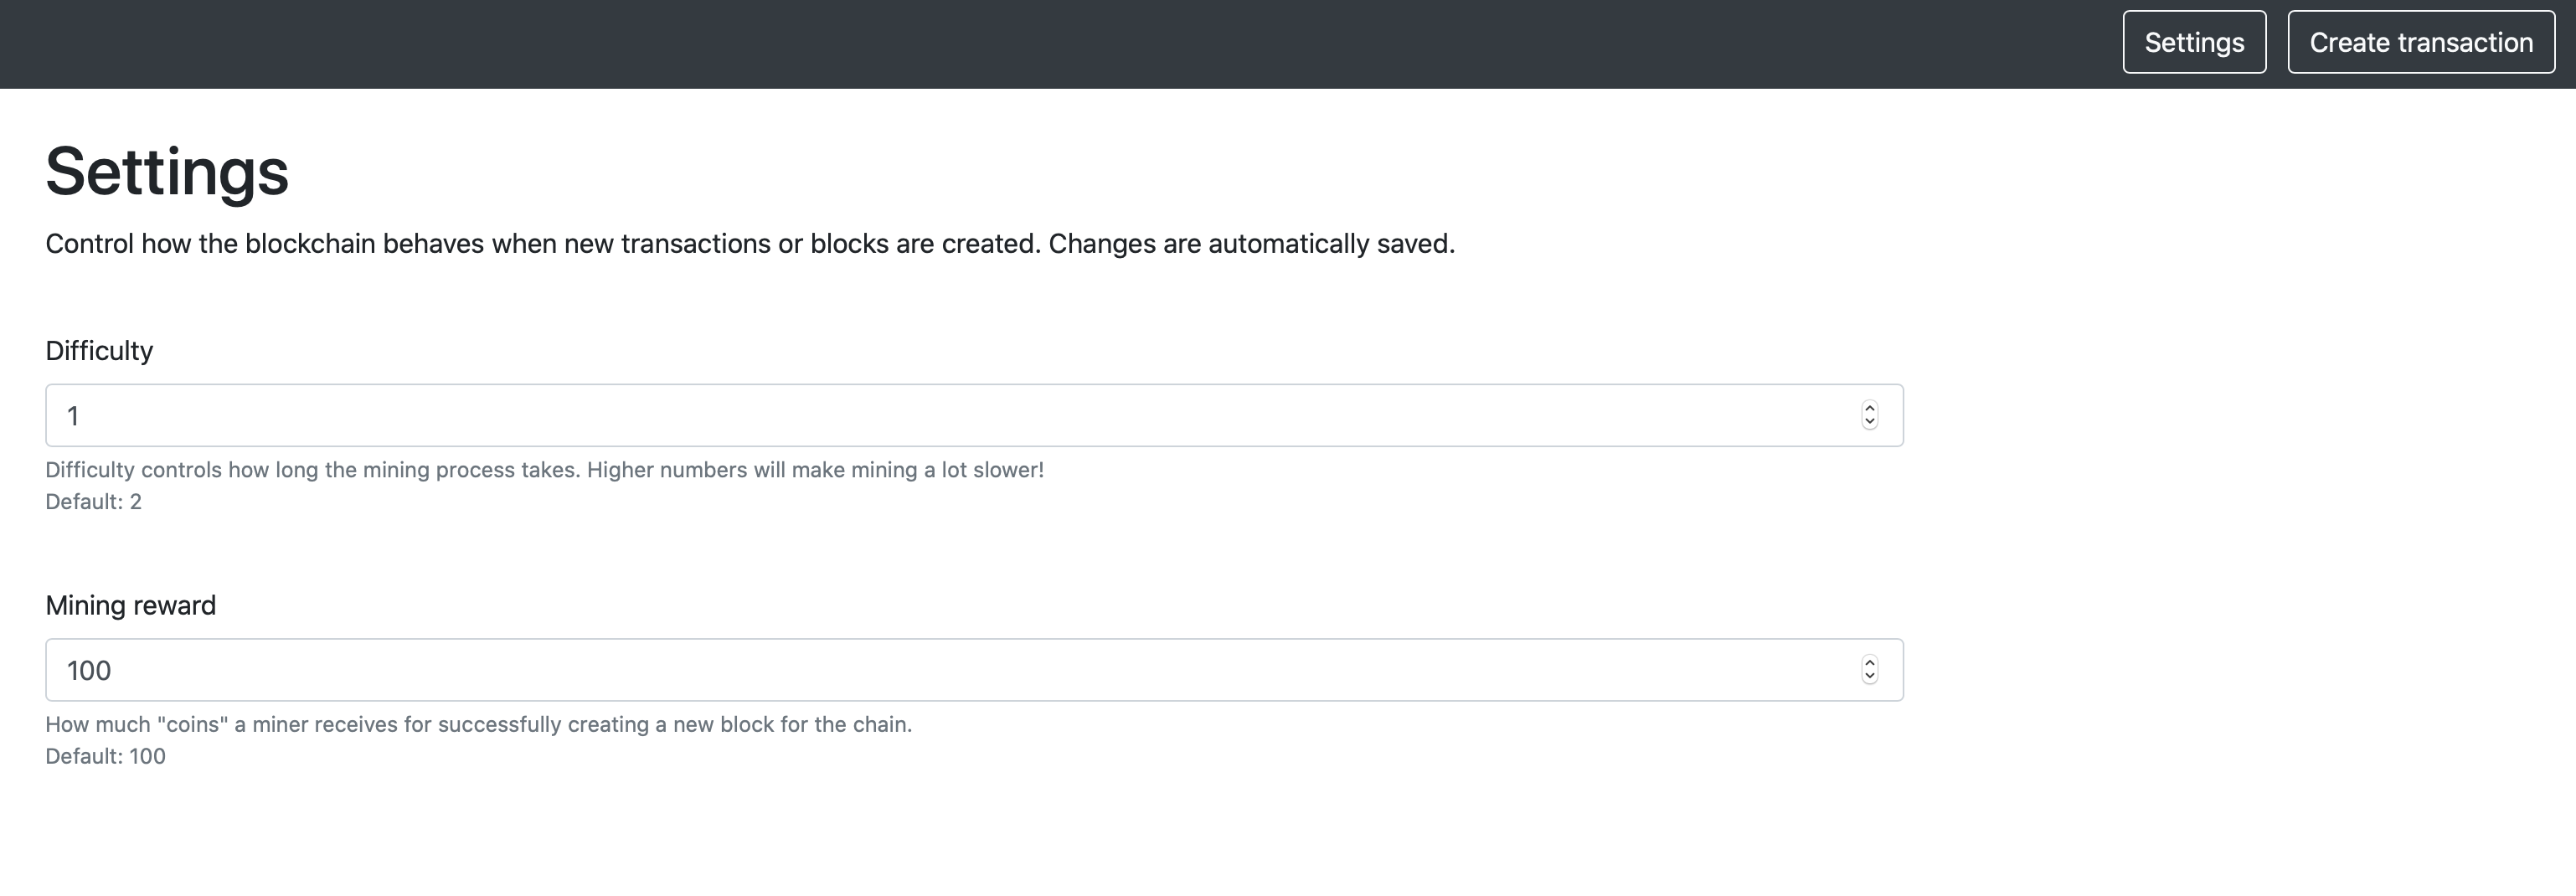 Settings
Create transaction
Settings
Control how the blockchain behaves when new transactions or blocks are created. Changes are automatically saved.
Difficulty
1
Difficulty controls how long the mining process takes. Higher numbers will make mining a lot slower!
Default: 2
Mining reward
100
How much "coins" a miner receives for successfully creating a new block for the chain.
Default: 100